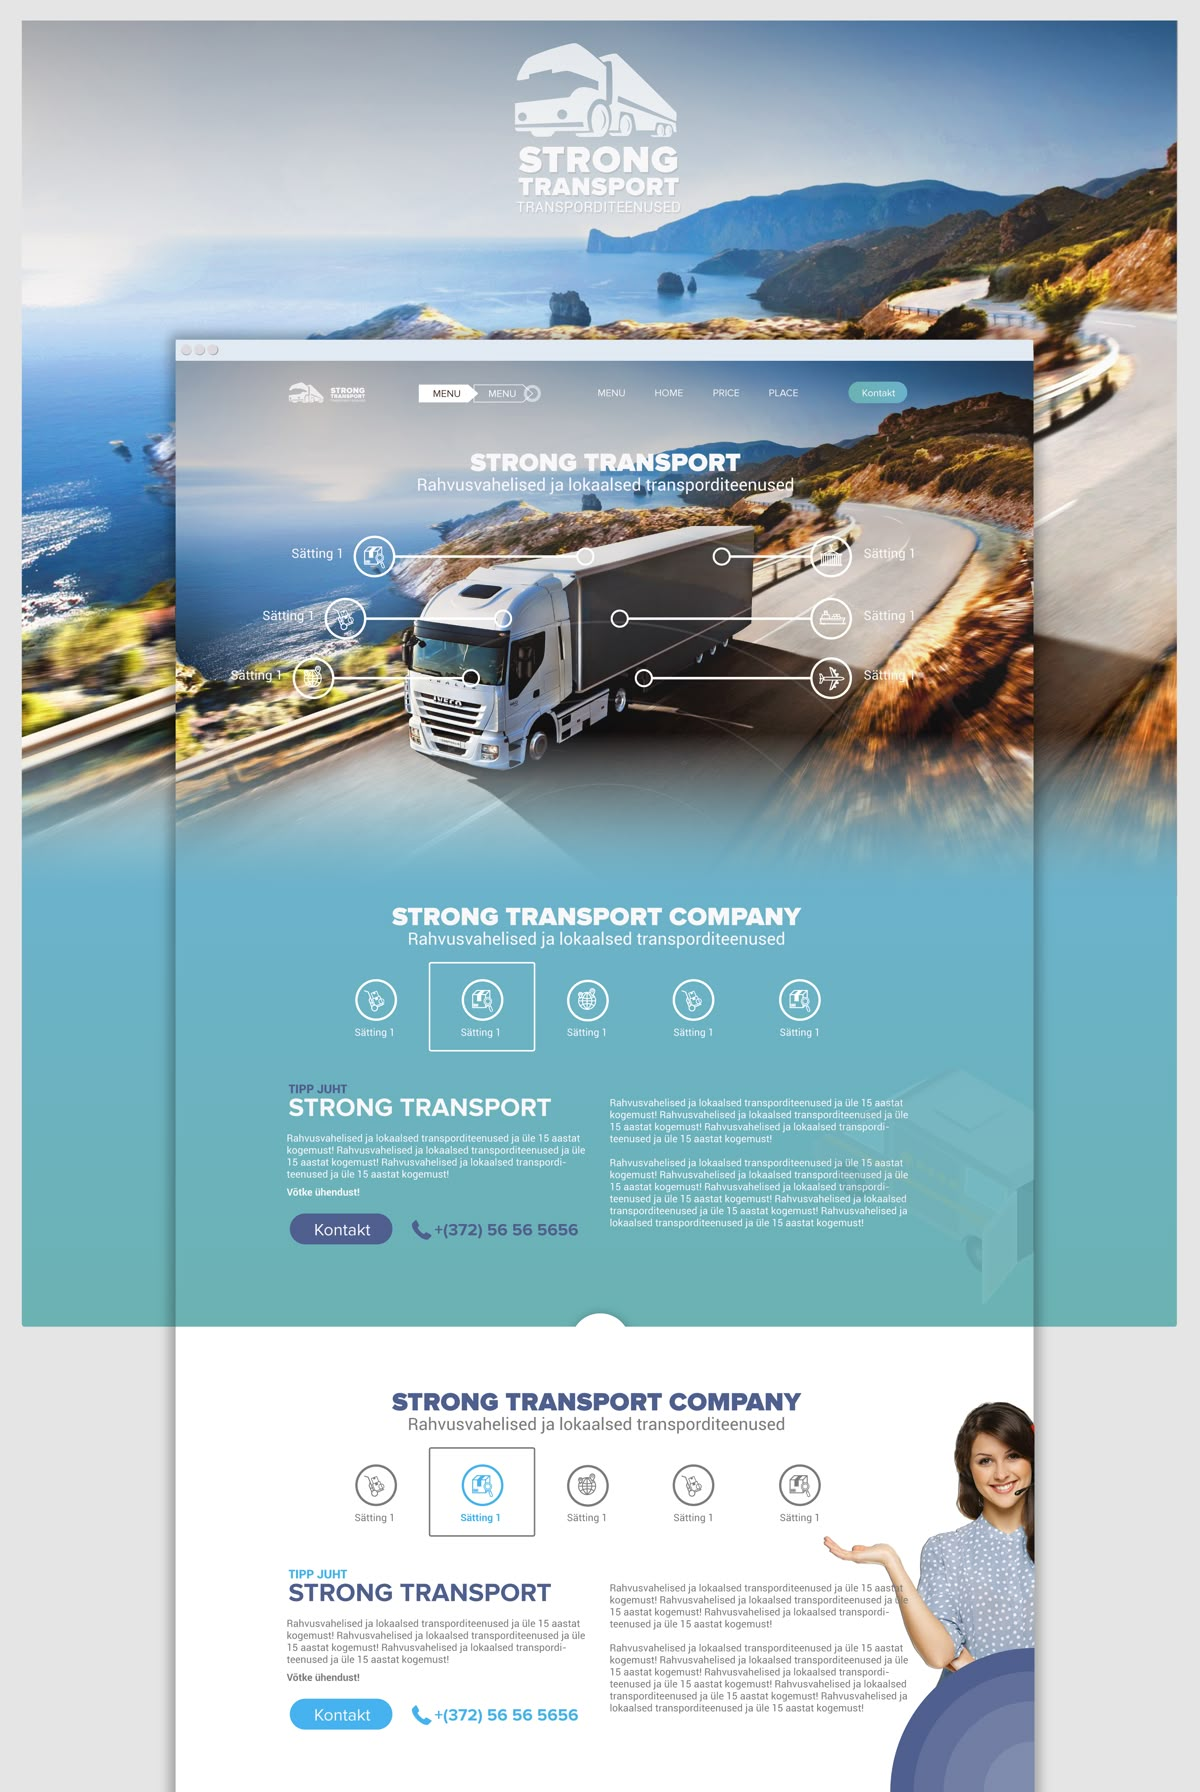 STRONG
TRANSPORT
TRANSPORDITEENUSED
STRONG
TRANSPORT
MENU
MENU
MENU
HOME
PRICE
PLACE
Kontakt
STRONG TRANSPORT
Rahvusvahelised ja lokaalsed transporditeenused
Sätting 1
Sätting 1
Sätting 1
Sätting 1
Sätting 1
Sätting 1
IVECO
STRONG TRANSPORT COMPANY
Rahvusvahelised ja lokaalsed transporditeenused
Sätting 1
Sätting 1
Sätting 1
Sätting 1
Sätting 1
TIPP JUHT
STRONG TRANSPORT
Rahvusvahelised ja lokaalsed transporditeenused ja üle 15 aastat
kogemust! Rahvusvahelised ja lokaalsed transporditeenused ja üle
15 aastat kogemust! Rahvusvahelised ja lokaalsed transpordi-
teenused ja üle 15 aastat kogemust!
Võtke ühendust!
Kontakt
+(372) 56 56 5656
Rahvusvahelised ja lokaalsed transporditeenused ja üle 15 aastat
kogemust! Rahvusvahelised ja lokaalsed transporditeenused ja üle
15 aastat kogemust! Rahvusvahelised ja lokaalsed transpordi-
teenused ja üle 15 aastat kogemust!
Rahvusvahelised ja lokaalsed transporditeenused ja üle 15 aastat
kogemust! Rahvusvahelised ja lokaalsed transporditeenused ja üle
15 aastat kogemust! Rahvusvahelised ja lokaalsed transpordi-
teenused ja üle 15 aastat kogemust! Rahvusvahelised ja lokaalsed
transporditeenused ja üle 15 aastat kogemust! Rahvusvahelised ja
lokaalsed transporditeenused ja üle 15 aastat kogemust!
STRONG TRANSPORT COMPANY
Rahvusvahelised ja lokaalsed transporditeenused
Sätting 1
Sätting 1
Sätting 1
Sätting 1
Sätting 1
TIPP JUHT
STRONG TRANSPORT
Rahvusvahelised ja lokaalsed transporditeenused ja üle 15 aastat
kogemust! Rahvusvahelised ja lokaalsed transporditeenused ja üle
15 aastat kogemust! Rahvusvahelised ja lokaalsed transpordi-
teenused ja üle 15 aastat kogemust!
Võtke ühendust!
Kontakt
+(372) 56 56 5656
Rahvusvahelised ja lokaalsed transporditeenused ja üle 15 aastat
kogemust! Rahvusvahelised ja lokaalsed transporditeenused ja üle
15 aastat kogemust! Rahvusvahelised ja lokaalsed transpordi-
teenused ja üle 15 aastat kogemust!
Rahvusvahelised ja lokaalsed transporditeenused ja üle 15 aastat
kogemust! Rahvusvahelised ja lokaalsed transporditeenused ja üle
15 aastat kogemust! Rahvusvahelised ja lokaalsed transpordi-
teenused ja üle 15 aastat kogemust! Rahvusvahelised ja lokaalsed
transporditeenused ja üle 15 aastat kogemust! Rahvusvahelised ja
lokaalsed transporditeenused ja üle 15 aastat kogemust!